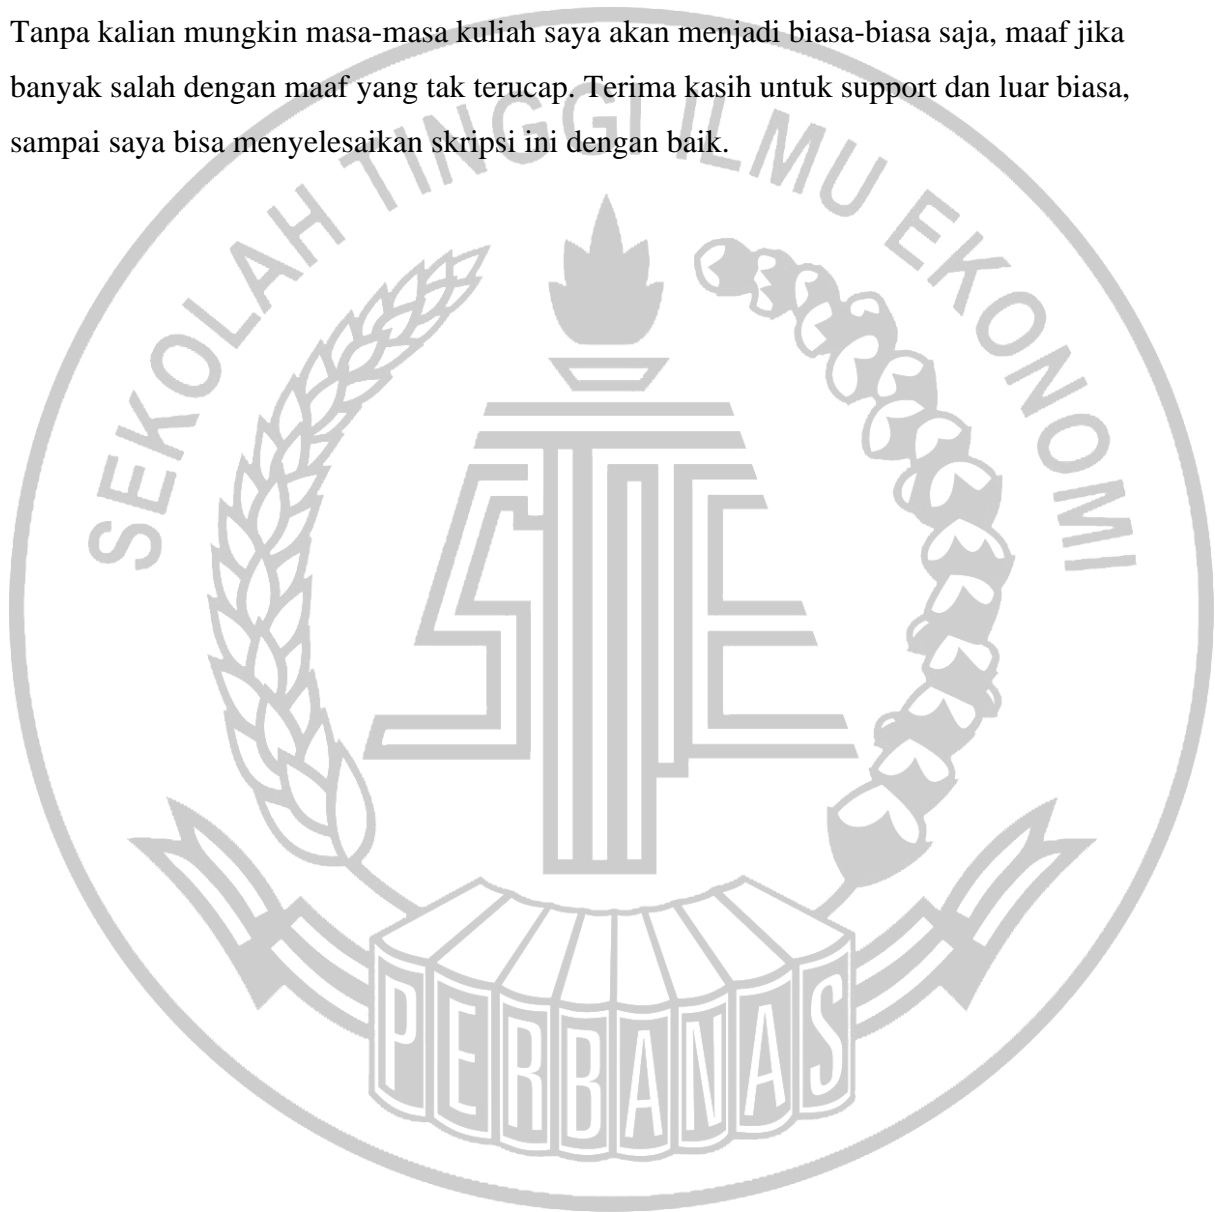 Tanpa kalian mungkin masa-masa kuliah saya akan menjadi biasa-biasa saja, maaf jika
banyak salah dengan maaf yang tak terucap. Terima kasih untuk support dan luar biasa,
sampai saya bisa menyelesaikan skripsi ini dengan baik.
SEKOLAH TINGGI ILMU EKONOMI
STIE
PERBANAS